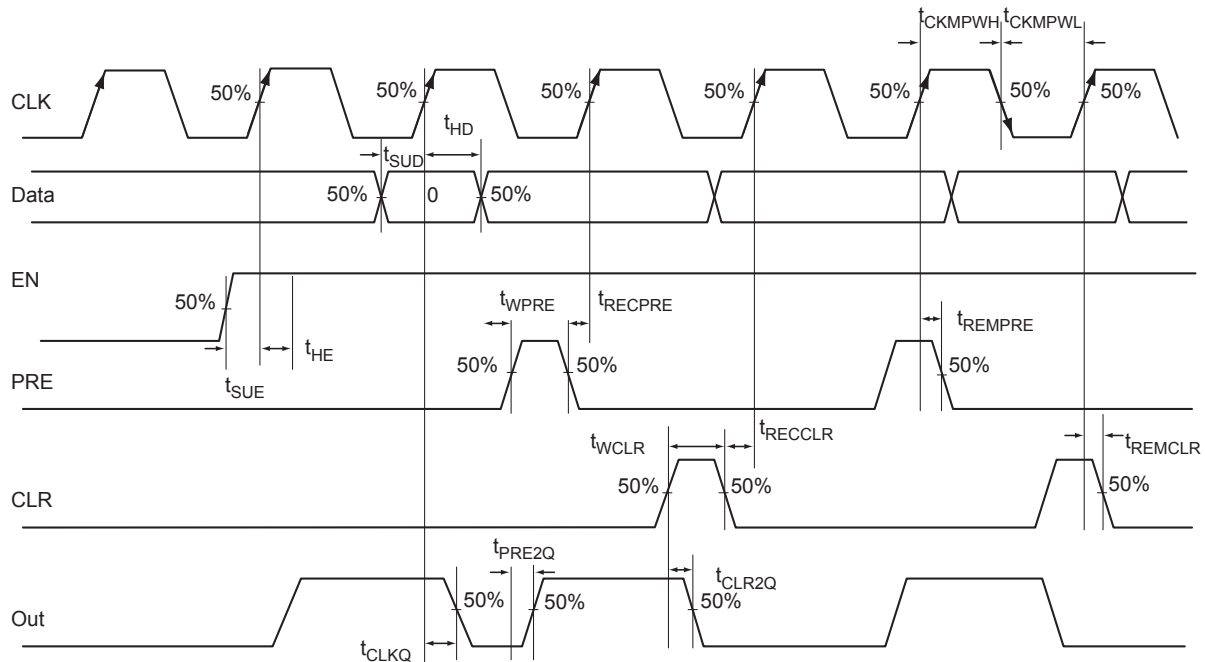 tCKMPWH tCKMPWL
CLK
50% 50% 50% 50% 50% 50% 50%
tHD
tSUD
Data
50% 0 50%
EN
50%
tHE
tSUE
tWPRE tRECPRE
tREMPRE
PRE
50% 50% 50%
tWCLR tRECCLR
tREMCLR
CLR
50% 50% 50%
tPRE2Q
tCLR2Q
Out
50% 50% 50%
tCLKQ